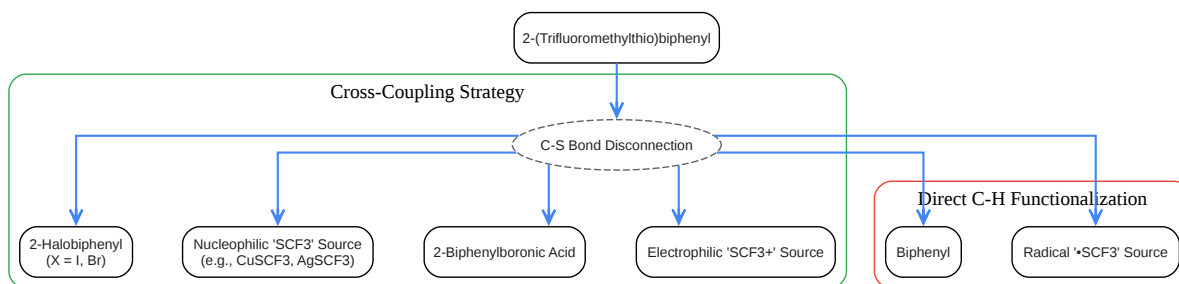 2-(Trifluoromethylthio)biphenyl
Cross-Coupling Strategy
C-S Bond Disconnection
Direct C-H Functionalization
2-Halobiphenyl
(X = I, Br)
Nucleophilic 'SCF3' Source
(e.g., CuSCF3, AgSCF3)
2-Biphenylboronic Acid
Electrophilic 'SCF3+' Source
Biphenyl
Radical '•SCF3' Source